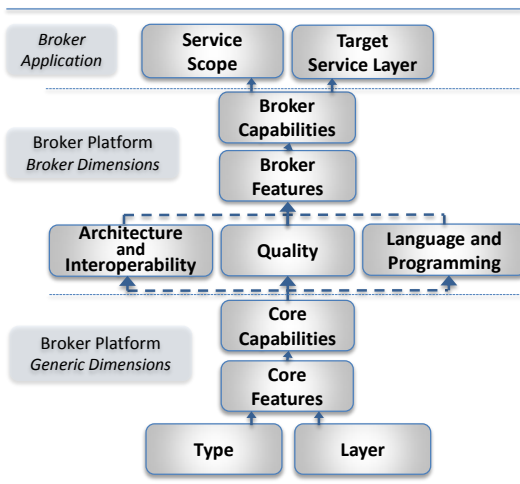 Broker
Application
Service
Scope
Target
Service Layer
Broker Platform
Broker Dimensions
Broker
Capabilities
Broker
Features
Architecture
and
Interoperability
Quality
Language and
Programming
Broker Platform
Generic Dimensions
Core
Capabilities
Core
Features
Type
Layer